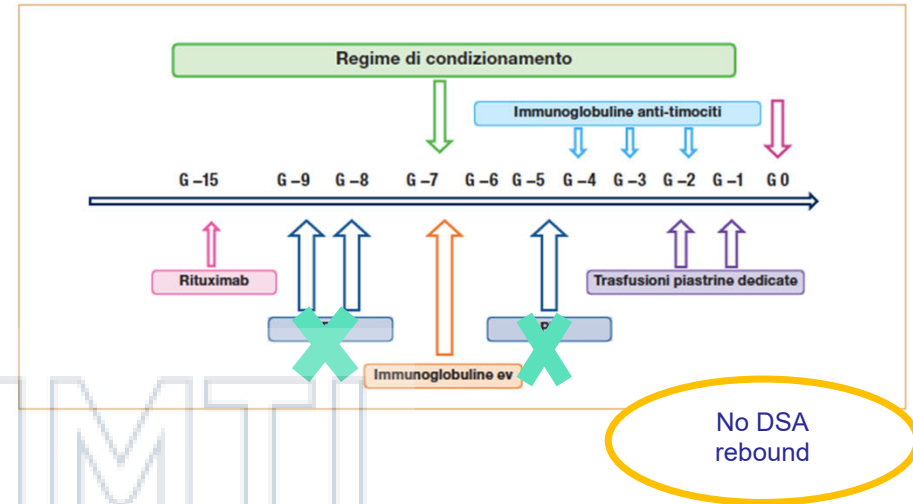 Regime di condizionamento
Immunoglobuline anti-timociti
G –15 G –9 G –8 G –7 G –6 G –5 G –4 G –3 G –2 G –1 G 0
Rituximab
Trasfusioni piastrine dedicate
Immunoglobuline ev
No DSA
rebound